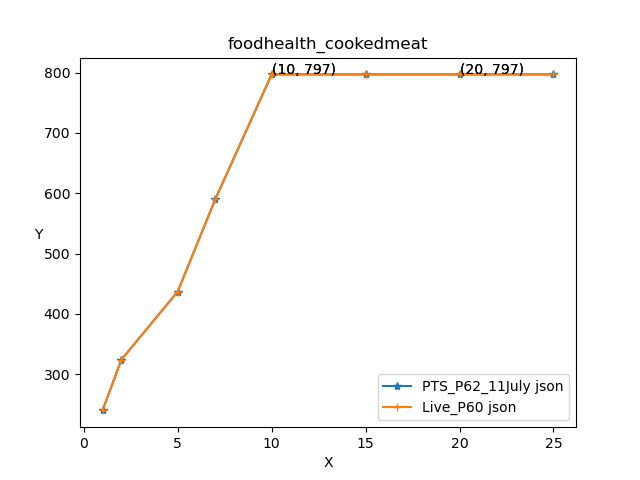 foodhealth_cookedmeat
800
700
600
500
400
300
Y
(10, 797)
(20, 797)
PTS_P62_11July json
Live_P60 json
0
5
10
15
20
25
X